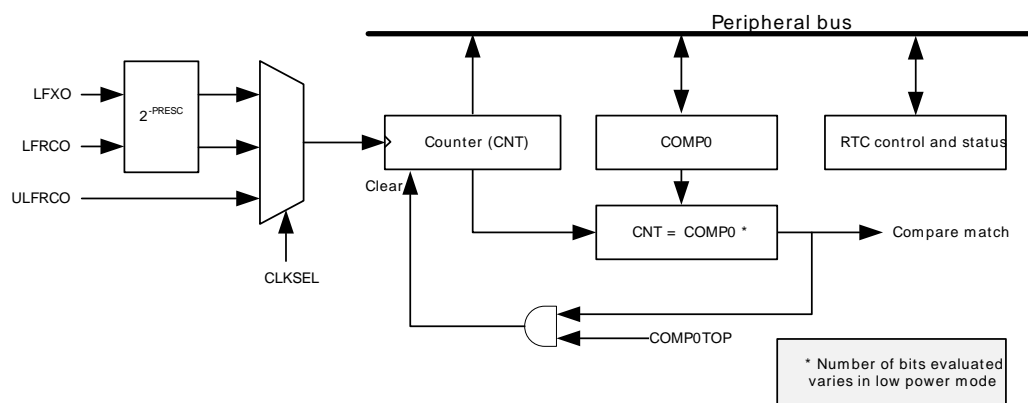 Peripheral bus
LFXO
2-PRESC
Counter (CNT)
COMP0
RTC control and status
LFRCO
Clear
ULFRCO
CNT = COMP0 *
Compare match
CLKSEL
COMP0TOP
* Number of bits evaluated
varies in low power mode